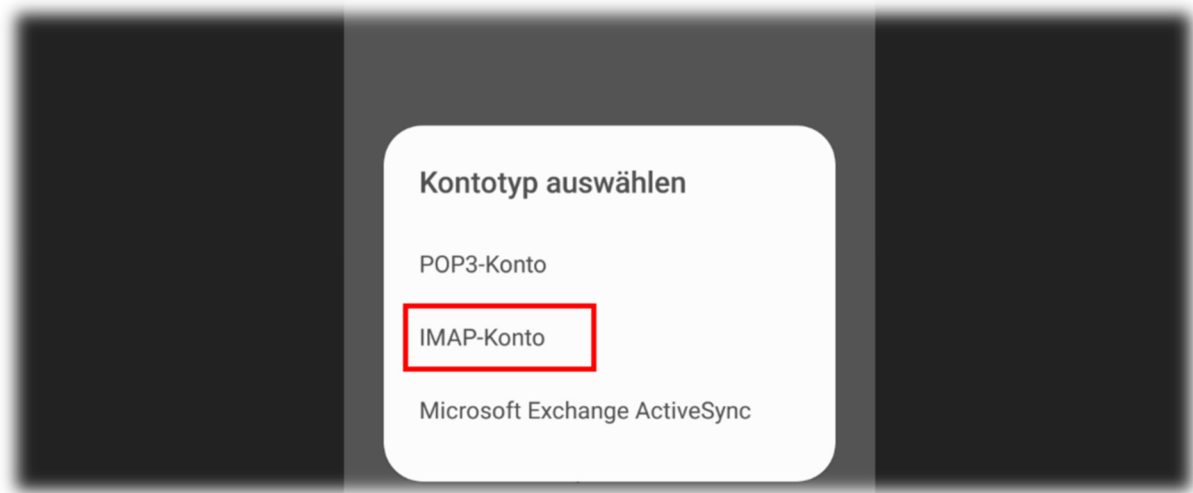 Kontotyp auswählen
POP3-Konto
IMAP-Konto
Microsoft Exchange ActiveSync